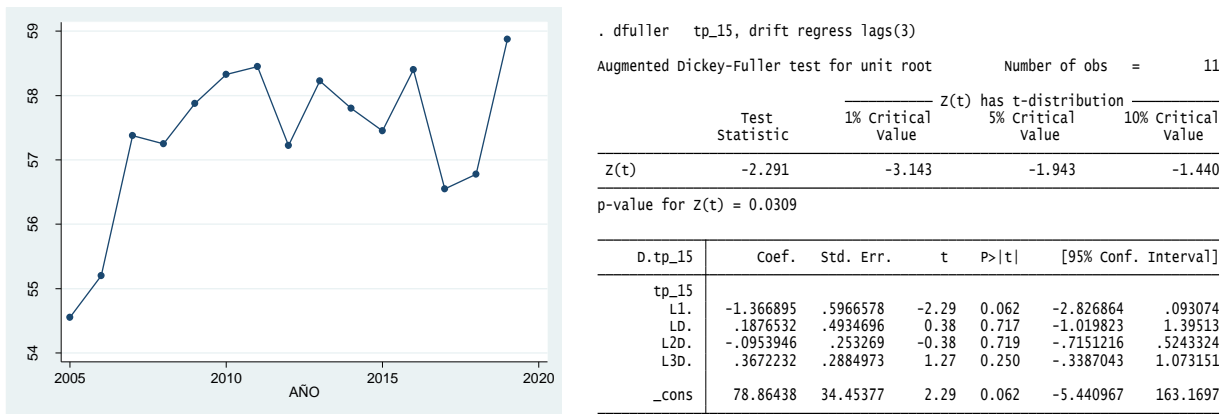 59
58
57
56
55
54
2005 2010 2015 2020
AÑO
. dfuller tp_15, drift regress lags(3)
Augmented Dickey-Fuller test for unit root Number of obs = 11
Z(t) has t-distribution
Test 1% Critical 5% Critical 10% Critical
Statistic Value Value Value
Z(t) -2.291 -3.143 -1.943 -1.440
p-value for Z(t) = 0.0309
D.tp_15 Coef. Std. Err. t P>|t| [95% Conf. Interval]
tp_15
L1. -1.366895 .5966578 -2.29 0.062 -2.826864 .093074
LD. .1876532 .4934696 0.38 0.717 -1.019823 1.39513
L2D. -.0953946 .253269 -0.38 0.719 -.7151216 .5243324
L3D. .3672232 .2884973 1.27 0.250 -.3387043 1.073151
_cons 78.86438 34.45377 2.29 0.062 -5.440967 163.1697